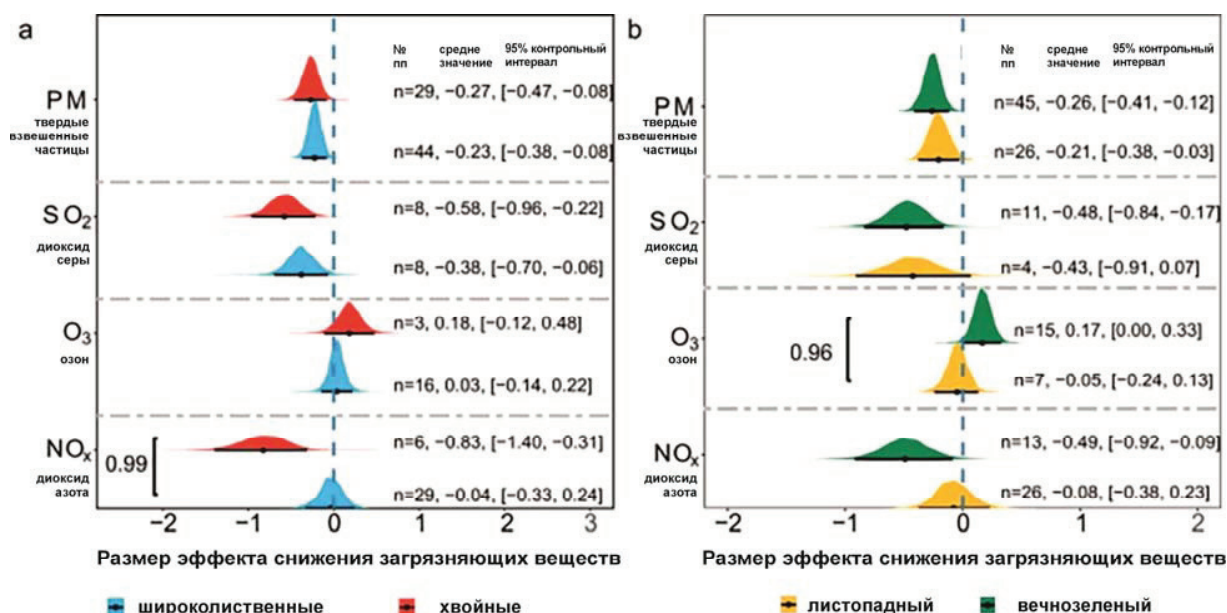 a
№ пп средне значение 95% контрольный интервал
PM
твердые
взвешенные
частицы
n=29, −0.27, [−0.47, −0.08]
n=44, −0.23, [−0.38, −0.08]
SO2
диоксид
серы
n=8, −0.58, [−0.96, −0.22]
n=8, −0.38, [−0.70, −0.06]
O3
озон
n=3, 0.18, [−0.12, 0.48]
n=16, 0.03, [−0.14, 0.22]
NOx
диоксид
азота
0.99
n=6, −0.83, [−1.40, −0.31]
n=29, −0.04, [−0.33, 0.24]
−2 −1 0 1 2 3
Размер эффекта снижения загрязняющих веществ
широколиственные хвойные
b
№ пп средне значение 95% контрольный интервал
PM
твердые
взвешенные
частицы
n=45, −0.26, [−0.41, −0.12]
n=26, −0.21, [−0.38, −0.03]
SO2
диоксид
серы
n=11, −0.48, [−0.84, −0.17]
n=4, −0.43, [−0.91, 0.07]
O3
озон
0.96
n=15, 0.17, [0.00, 0.33]
n=7, −0.05, [−0.24, 0.13]
NOx
диоксид
азота
n=13, −0.49, [−0.92, −0.09]
n=26, −0.08, [−0.38, 0.23]
−2 −1 0 1 2
Размер эффекта снижения загрязняющих веществ
листопадный вечнозеленый